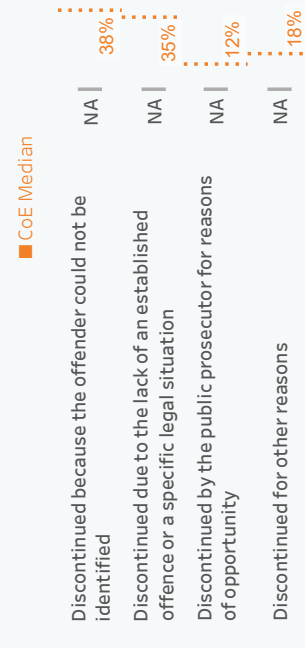 CoE Median
Discontinued because the offender could not be
identified
NA
38%
Discontinued due to the lack of an established
offence or a specific legal situation
NA
35%
Discontinued by the public prosecutor for reasons
of opportunity
NA
12%
Discontinued for other reasons
NA
18%